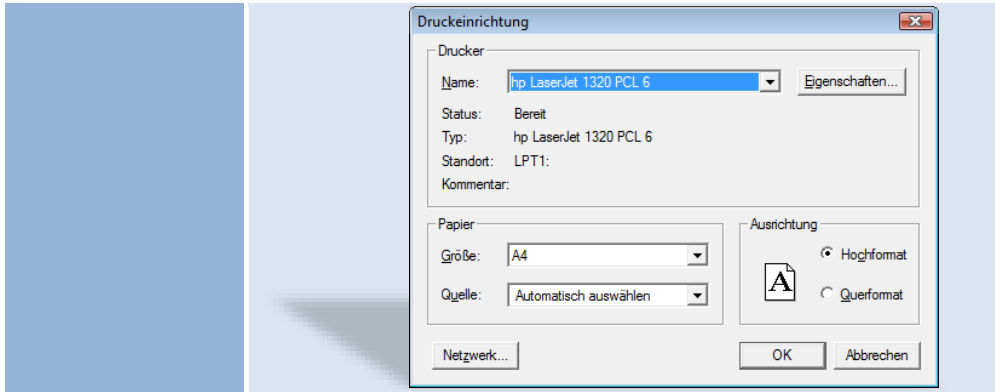 Druckeinrichtung
Drucker
Name: hp LaserJet 1320 PCL 6 Eigenschaften...
Status: Bereit
Typ: hp LaserJet 1320 PCL 6
Standort: LPT1:
Kommentar:
Papier
Größe: A4
Quelle: Automatisch auswählen
Ausrichtung
A
Hochformat
Querformat
Netzwerk... OK Abbrechen